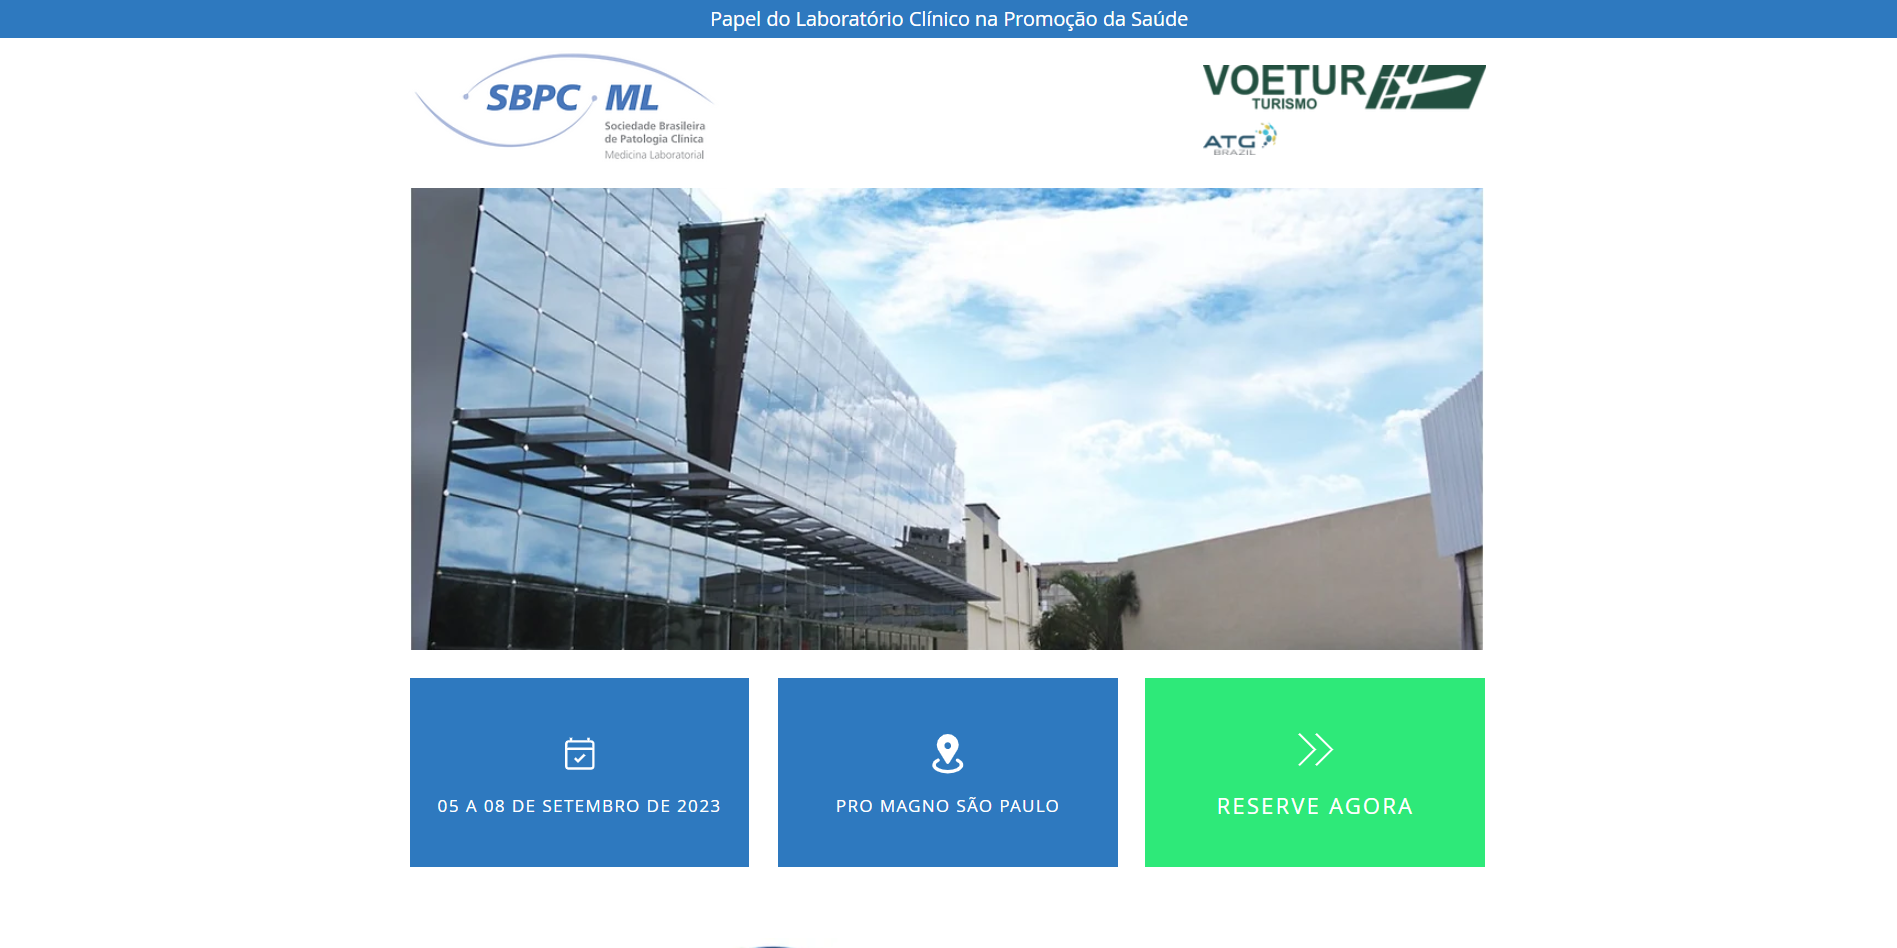 Papel do Laboratório Clínico na Promoção da Saúde
SBPC ML
Sociedade Brasileira
de Patologia Clínica
Medicina Laboratorial
VOETUR
TURISMO
ATG
BRAZIL
05 A 08 DE SETEMBRO DE 2023
PRO MAGNO SÃO PAULO
RESERVE AGORA